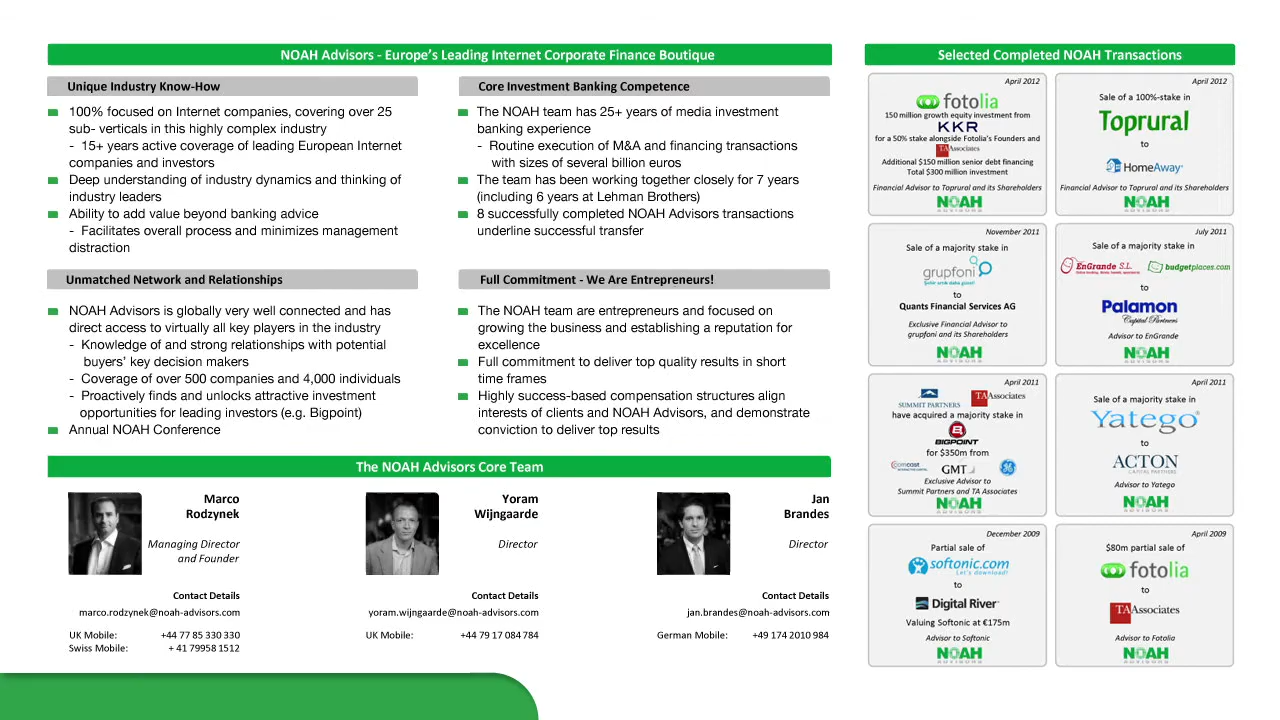 NOAH Advisors - Europe's Leading Internet Corporate Finance Boutique
Unique Industry Know-How
100% focused on Internet companies, covering over 25
sub- verticals in this highly complex industry
- 15+ years active coverage of leading European Internet
companies and investors
Deep understanding of industry dynamics and thinking of
industry leaders
Ability to add value beyond banking advice
- Facilitates overall process and minimizes management
distraction
Core Investment Banking Competence
The NOAH team has 25+ years of media investment
banking experience
- Routine execution of M&A and financing transactions
with sizes of several billion euros
The team has been working together closely for 7 years
(including 6 years at Lehman Brothers)
8 successfully completed NOAH Advisors transactions
underline successful transfer
Unmatched Network and Relationships
NOAH Advisors is globally very well connected and has
direct access to virtually all key players in the industry
- Knowledge of and strong relationships with potential
buyers' key decision makers
- Coverage of over 500 companies and 4,000 individuals
- Proactively finds and unlocks attractive investment
opportunities for leading investors (e.g. Bigpoint)
Annual NOAH Conference
Full Commitment - We Are Entrepreneurs!
The NOAH team are entrepreneurs and focused on
growing the business and establishing a reputation for
excellence
Full commitment to deliver top quality results in short
time frames
Highly success-based compensation structures align
interests of clients and NOAH Advisors, and demonstrate
conviction to deliver top results
The NOAH Advisors Core Team
Marco
Rodzynek
Managing Director
and Founder
Contact Details
marco.rodzynek@noah-advisors.com
UK Mobile: +44 77 85 330 330
Swiss Mobile: + 41 79958 1512
Yoram
Wijngaarde
Director
Contact Details
yoram.wijngaarde@noah-advisors.com
UK Mobile: +44 79 17 084 784
Jan
Brandes
Director
Contact Details
jan.brandes@noah-advisors.com
German Mobile: +49 174 2010 984
Selected Completed NOAH Transactions
April 2012
fotolia
150 million growth equity investment from
KKR
for a 50% stake alongside Fotolia's Founders and
TA Associates
Additional $150 million senior debt financing
Total $300 million investment
Financial Advisor to Toprural and its Shareholders
NOAH
ADVISORS
April 2012
Sale of a 100%-stake in
Toprural
to
HomeAway
Financial Advisor to Toprural and its Shareholders
NOAH
ADVISORS
November 2011
Sale of a majority stake in
grupfoni
Şehir senin daha güzel!
to
Quants Financial Services AG
Exclusive Financial Advisor to
grupfoni and its Shareholders
NOAH
ADVISORS
July 2011
Sale of a majority stake in
EnGrande S.L.
budgetplaces.com
to
Palamon
Capital Partners
Advisor to EnGrande
NOAH
ADVISORS
April 2011
SUMMIT PARTNERS
TA Associates
have acquired a majority stake in
BIGPOINT
for $350m from
comcast
INTERACTIVE CAPITAL
GMT
Exclusive Advisor to
Summit Partners and TA Associates
NOAH
ADVISORS
April 2011
Sale of a majority stake in
Yatego®
to
ACTON
CAPITAL PARTNERS
Advisor to Yatego
NOAH
ADVISORS
December 2009
Partial sale of
softonic.com
Let's download!
to
Digital River
Valuing Softonic at €175m
Advisor to Softonic
NOAH
ADVISORS
April 2009
$80m partial sale of
fotolia
to
TA Associates
Advisor to Fotolia
NOAH
ADVISORS